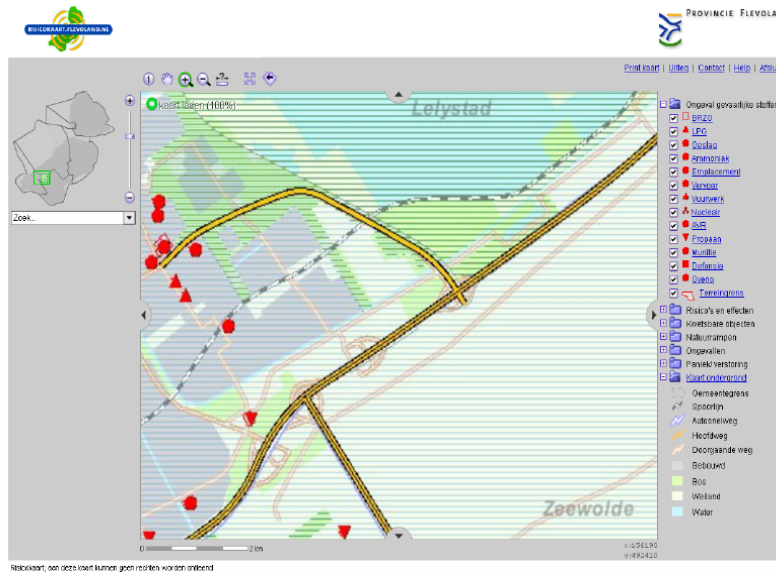 RISICOKAART.FLEVOLAND.NL
PROVINCIE FLEVOLA
Print kaart | Uitleg | Contact | Help | Afslu
kaart laden (100%)
Lelystad
Zoek...
Ongeval gevaarlijke stoffen
BRZO
LPG
Opslag
Ammoniak
Emplacement
Vervoer
Vuurwerk
Nucleair
AVR
Propaan
Munitie
Defensie
Overig
Terreingrens
Risico's en effecten
Kwetsbare objecten
Natuurrampen
Ongevallen
Paniek/verstoring
Kaart ondergrond
Gemeentegrens
Spoorlijn
Autosnelweg
Hoofdweg
Doorgaande weg
Bebouwd
Bos
Weiland
Water
Zeewolde
0 2 km
x:156190
y:492410
Risicokaart; aan deze kaart kunnen geen rechten worden ontleend